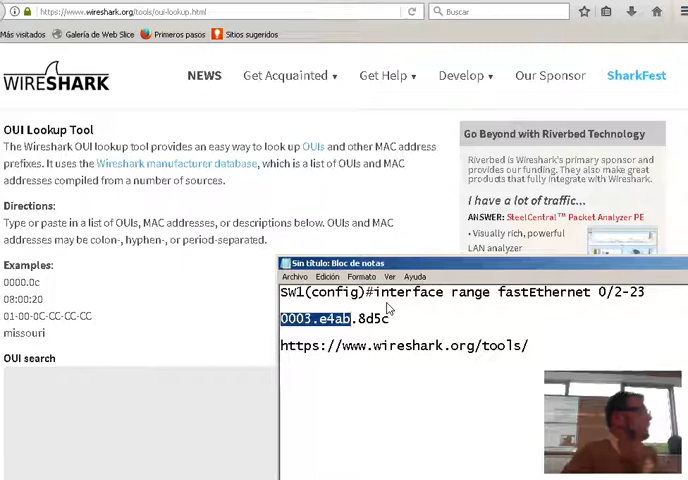 https://www.wireshark.org/tools/oui-lookup.html
Buscar
Más visitados
Galería de Web Slice
Primeros pasos
Sitios sugeridos
WIRESHARK
NEWS
Get Acquainted ▾
Get Help ▾
Develop ▾
Our Sponsor
SharkFest
OUI Lookup Tool
The Wireshark OUI lookup tool provides an easy way to look up OUIs and other MAC address
prefixes. It uses the Wireshark manufacturer database, which is a list of OUIs and MAC
addresses compiled from a number of sources.
Directions:
Type or paste in a list of OUIs, MAC addresses, or descriptions below. OUIs and MAC
addresses may be colon-, hyphen-, or period-separated.
Examples:
0000.0c
08:00:20
01-00-0C-CC-CC-CC
missouri
OUI search
Go Beyond with Riverbed Technology
Riverbed is Wireshark's primary sponsor and
provides our funding. They also make great
products that fully integrate with Wireshark.
I have a lot of traffic...
ANSWER: SteelCentral™ Packet Analyzer PE
• Visually rich, powerful
LAN analyzer
Sin título: Bloc de notas
Archivo Edición Formato Ver Ayuda
SW1(config)#interface range fastEthernet 0/2-23
0003.e4ab.8d5c
https://www.wireshark.org/tools/